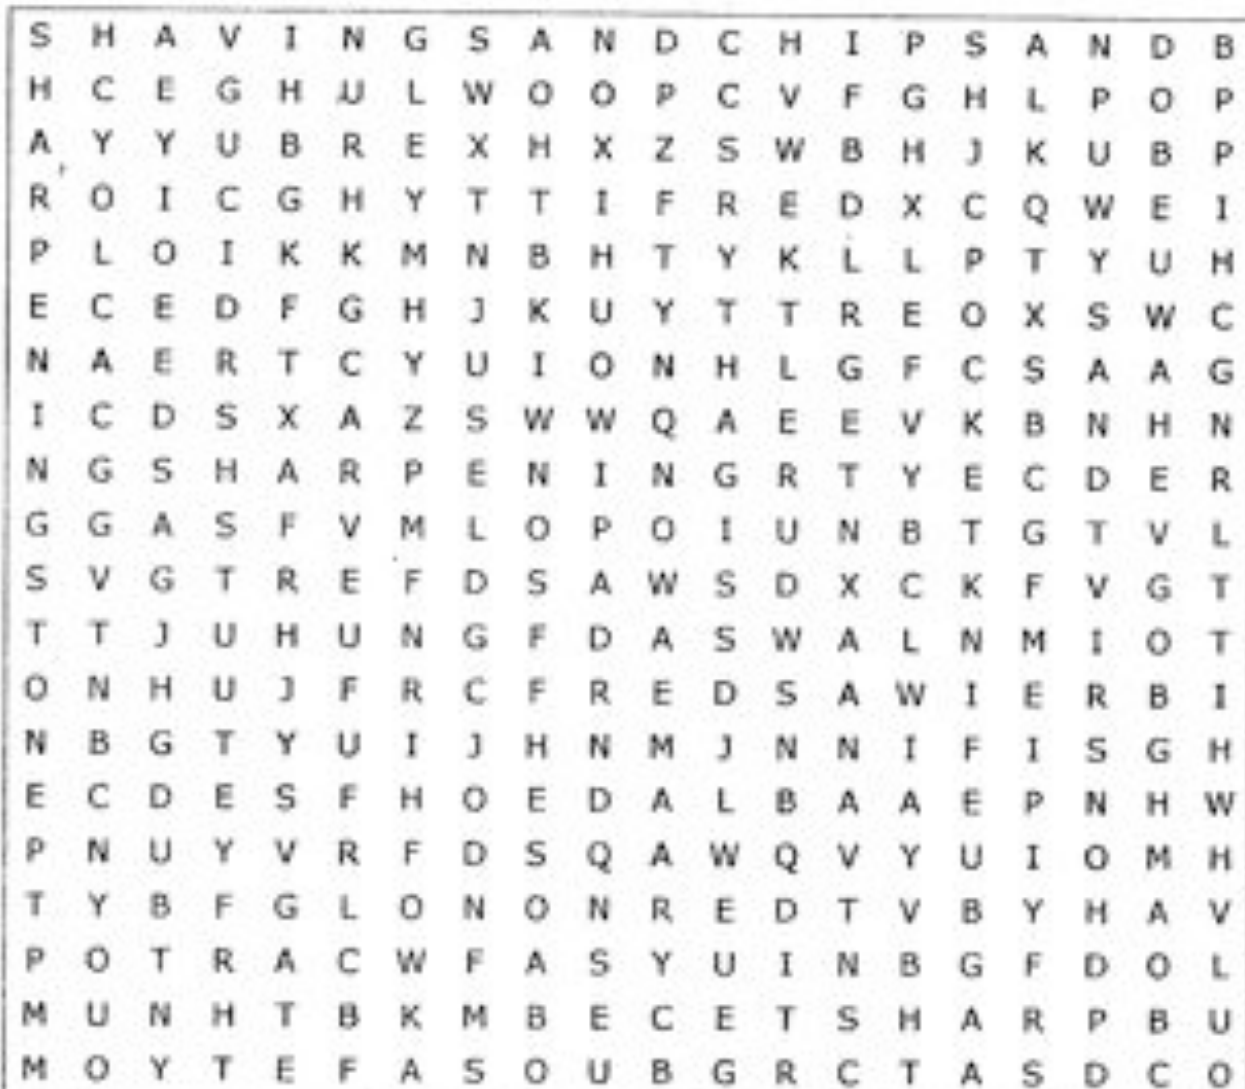 S H A V I N G S A N D C H I P S A N D B
H C E G H U L W O O P C V F G H L P O P
A Y Y U B R E X H X Z S W B H J K U B P
R O I C G H Y T T I F R E D X C Q W E I
P L O I K K M N B H T Y K L L P T Y U H
E C E D F G H J K U Y T T R E O X S W C
N A E R T C Y U I O N H L G F C S A A G
I C D S X A Z S W W Q A E E V K B N H N
N G S H A R P E N I N G R T Y E C D E R
G G A S F V M L O P O I U N B T G T V L
S V G T R E F D S A W S D X C K F V G T
T T J U H U N G F D A S W A L N M I O T
O N H U J F R C F R E D S A W I E R B I
N B G T Y U I J H N M J N N I F I S G H
E C D E S F H O E D A L B A A E P N H W
P N U Y V R F D S Q A W Q V Y U I O M H
T Y B F G L O N O N R E D T V B Y H A V
P O T R A C W F A S Y U I N B G F D O L
M U N H T B K M B E C E T S H A R P B U
M O Y T E F A S O U B G R C T A S D C O